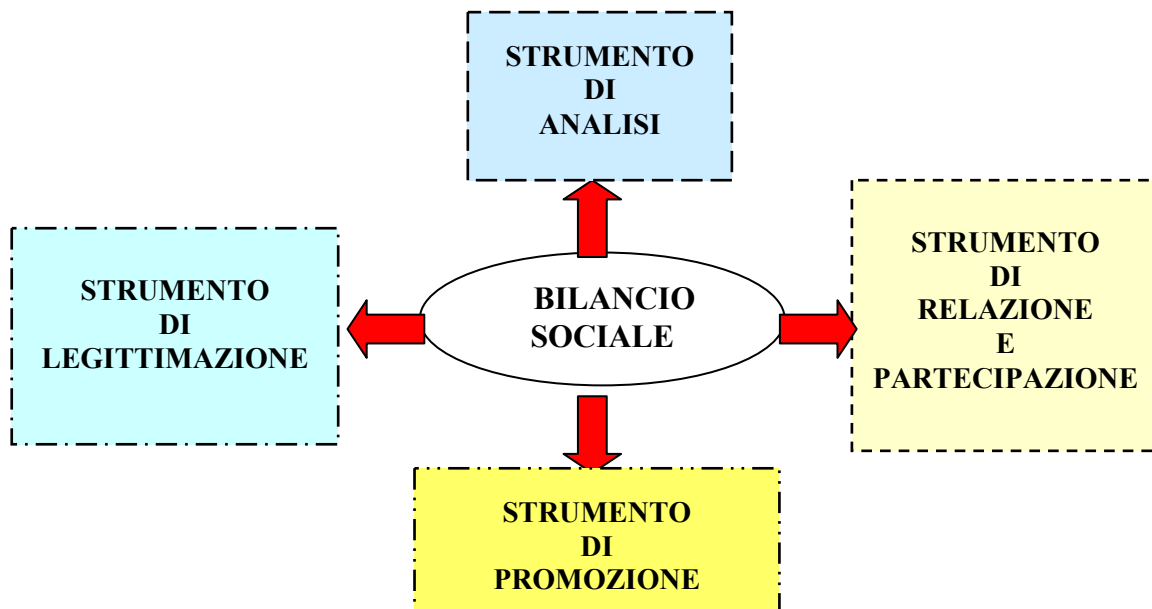 STRUMENTO
DI
ANALISI
STRUMENTO
DI
LEGITTIMAZIONE
BILANCIO
SOCIALE
STRUMENTO
DI
RELAZIONE
E
PARTECIPAZIONE
STRUMENTO
DI
PROMOZIONE